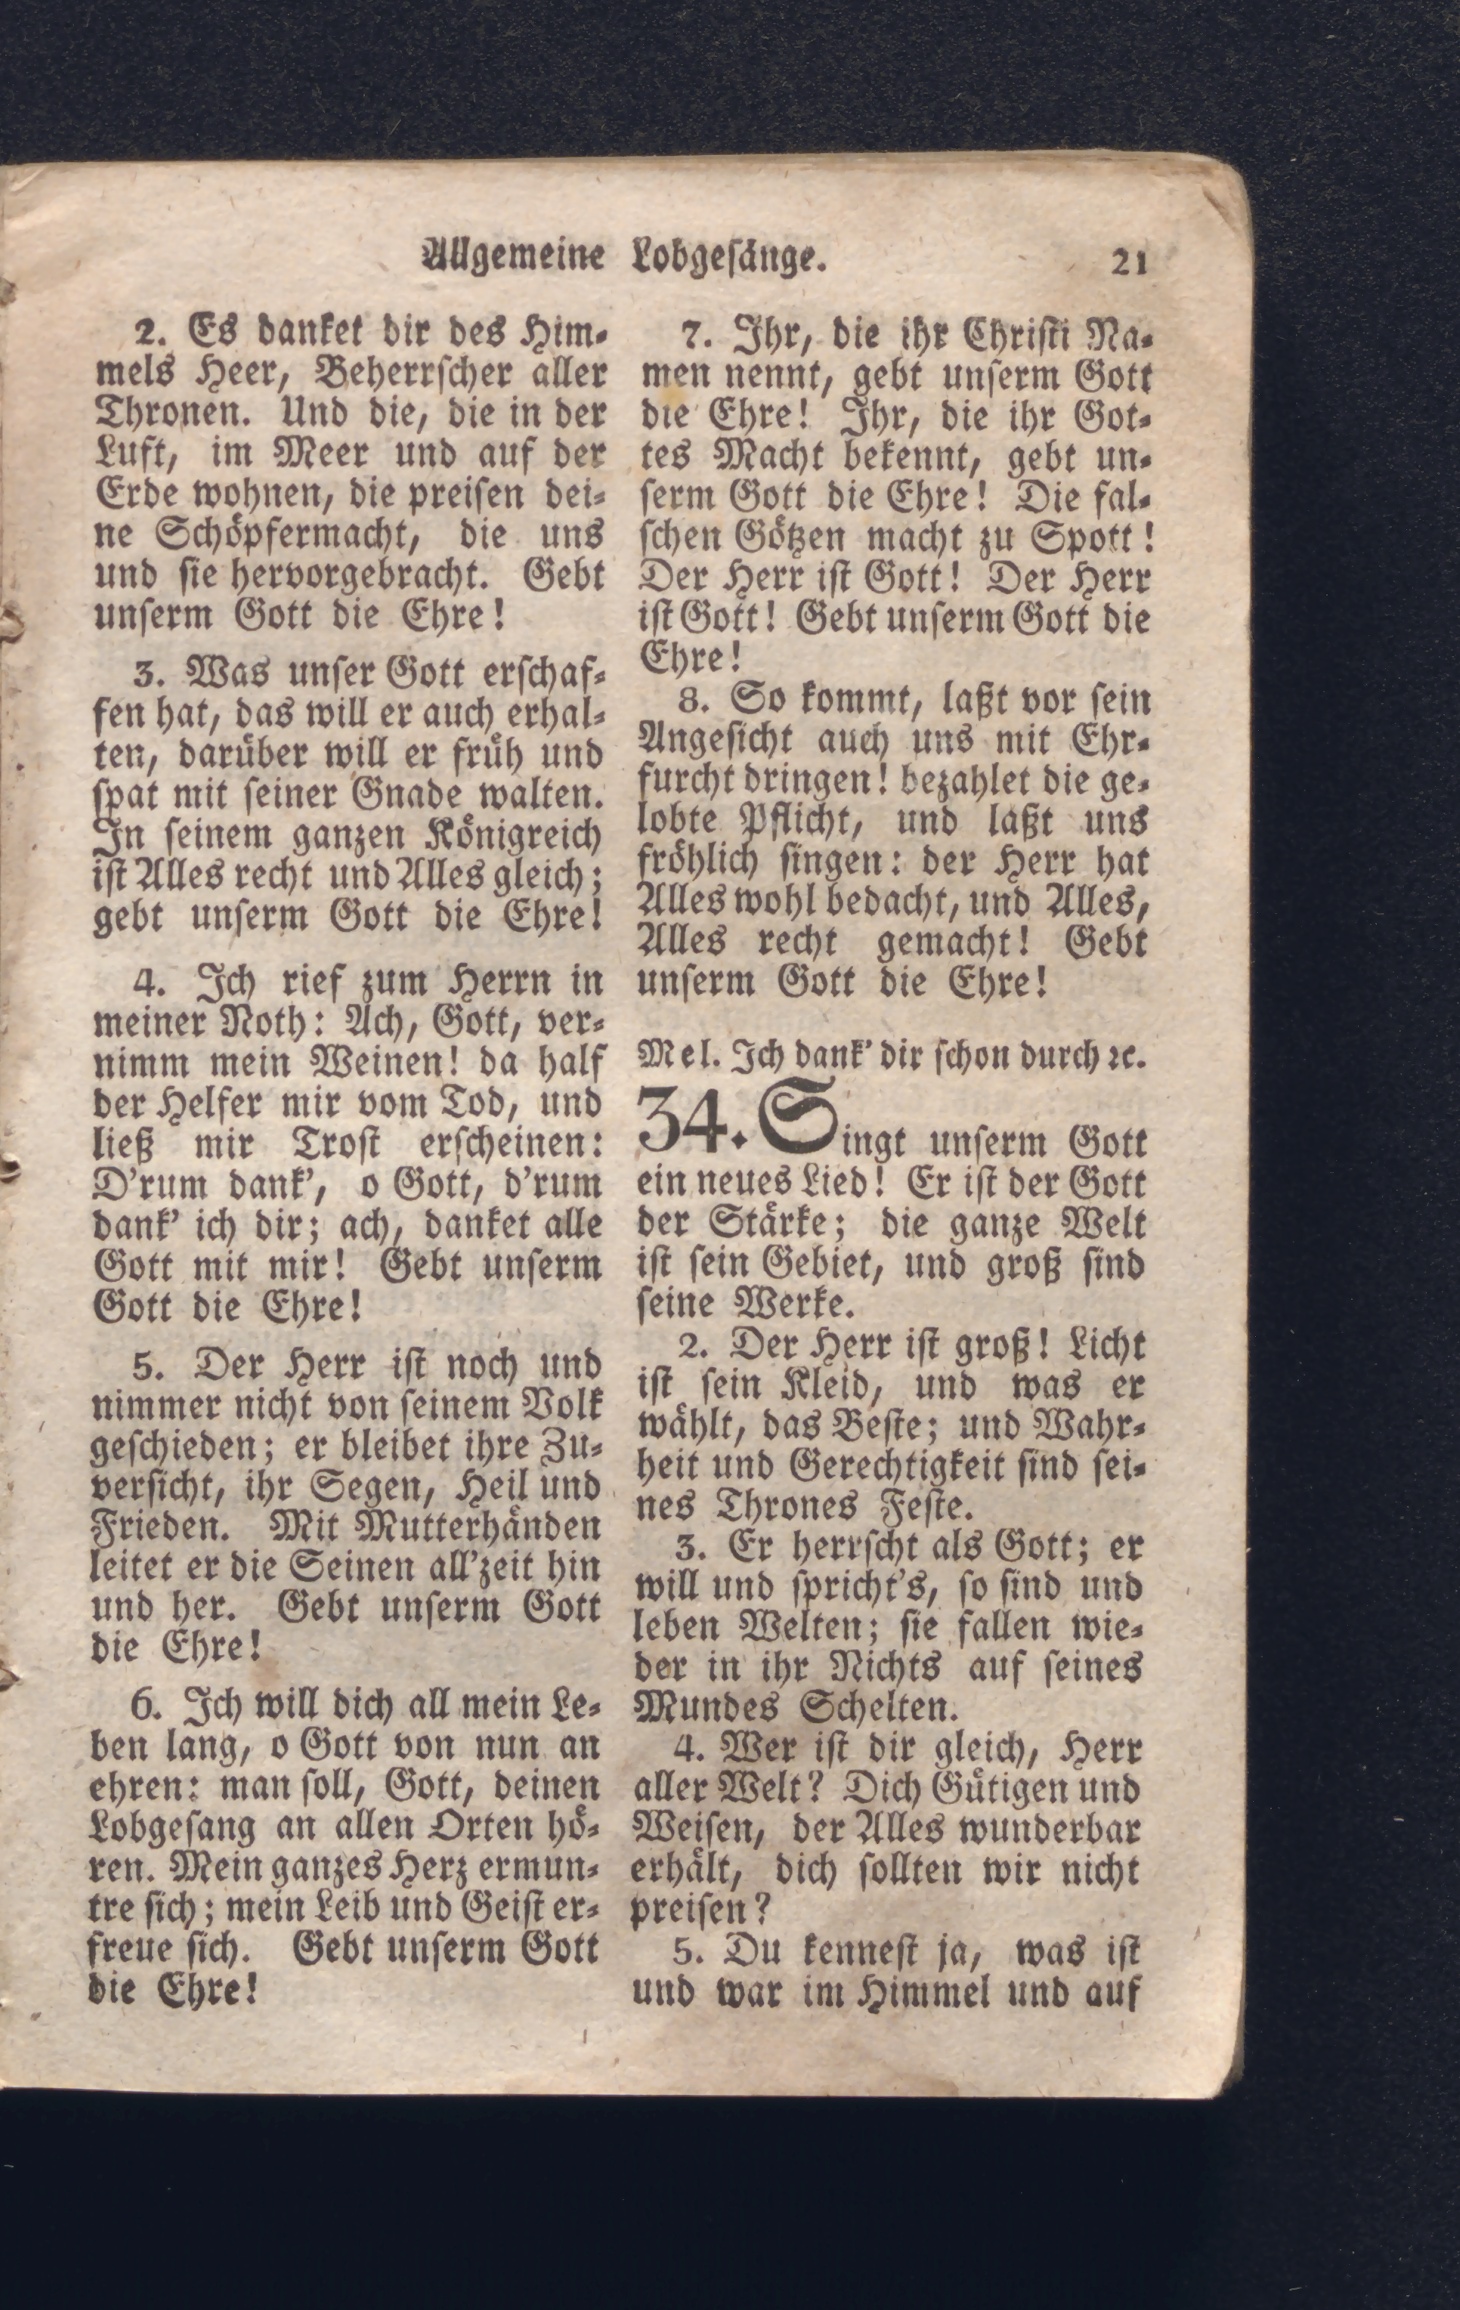 Allgemeine Lobgesänge. 21
2. Es danket dir des Him-
mels Heer, Beherrscher aller
Thronen. Und die, die in der
Luft, im Meer und auf der
Erde wohnen, die preisen dei-
ne Schöpfermacht, die uns
und sie hervorgebracht. Gebt
unserm Gott die Ehre!
3. Was unser Gott erschaf-
fen hat, das will er auch erhal-
ten, darüber will er früh und
spat mit seiner Gnade walten.
In seinem ganzen Königreich
ist Alles recht und Alles gleich;
gebt unserm Gott die Ehre!
4. Ich rief zum Herrn in
meiner Noth: Ach, Gott, ver-
nimm mein Weinen! da half
der Helfer mir vom Tod, und
ließ mir Trost erscheinen:
D'rum dank', o Gott, d'rum
dank' ich dir; ach, danket alle
Gott mit mir! Gebt unserm
Gott die Ehre!
5. Der Herr ist noch und
nimmer nicht von seinem Volk
geschieden; er bleibet ihre Zu-
versicht, ihr Segen, Heil und
Frieden. Mit Mutterhänden
leitet er die Seinen all'zeit hin
und her. Gebt unserm Gott
die Ehre!
6. Ich will dich all mein Le-
ben lang, o Gott von nun an
ehren: man soll, Gott, deinen
Lobgesang an allen Orten hö-
ren. Mein ganzes Herz ermun-
tre sich; mein Leib und Geist er-
freue sich. Gebt unserm Gott
die Ehre!
7. Ihr, die ihr Christi Na-
men nennt, gebt unserm Gott
die Ehre! Ihr, die ihr Got-
tes Macht bekennt, gebt un-
serm Gott die Ehre! Die fal-
schen Götzen macht zu Spott!
Der Herr ist Gott! Der Herr
ist Gott! Gebt unserm Gott die
Ehre!
8. So kommt, laßt vor sein
Angesicht auch uns mit Ehr-
furcht dringen! bezahlet die ge-
lobte Pflicht, und laßt uns
fröhlich singen: der Herr hat
Alles wohl bedacht, und Alles,
Alles recht gemacht! Gebt
unserm Gott die Ehre!
Mel. Ich dank' dir schon durch ꝛc.
34. Singt unserm Gott
ein neues Lied! Er ist der Gott
der Stärke; die ganze Welt
ist sein Gebiet, und groß sind
seine Werke.
2. Der Herr ist groß! Licht
ist sein Kleid, und was er
wählt, das Beste; und Wahr-
heit und Gerechtigkeit sind sei-
nes Thrones Feste.
3. Er herrscht als Gott; er
will und spricht's, so sind und
leben Welten; sie fallen wie-
der in ihr Nichts auf seines
Mundes Schelten.
4. Wer ist dir gleich, Herr
aller Welt? Dich Gütigen und
Weisen, der Alles wunderbar
erhält, dich sollten wir nicht
preisen?
5. Du kennest ja, was ist
und war im Himmel und auf